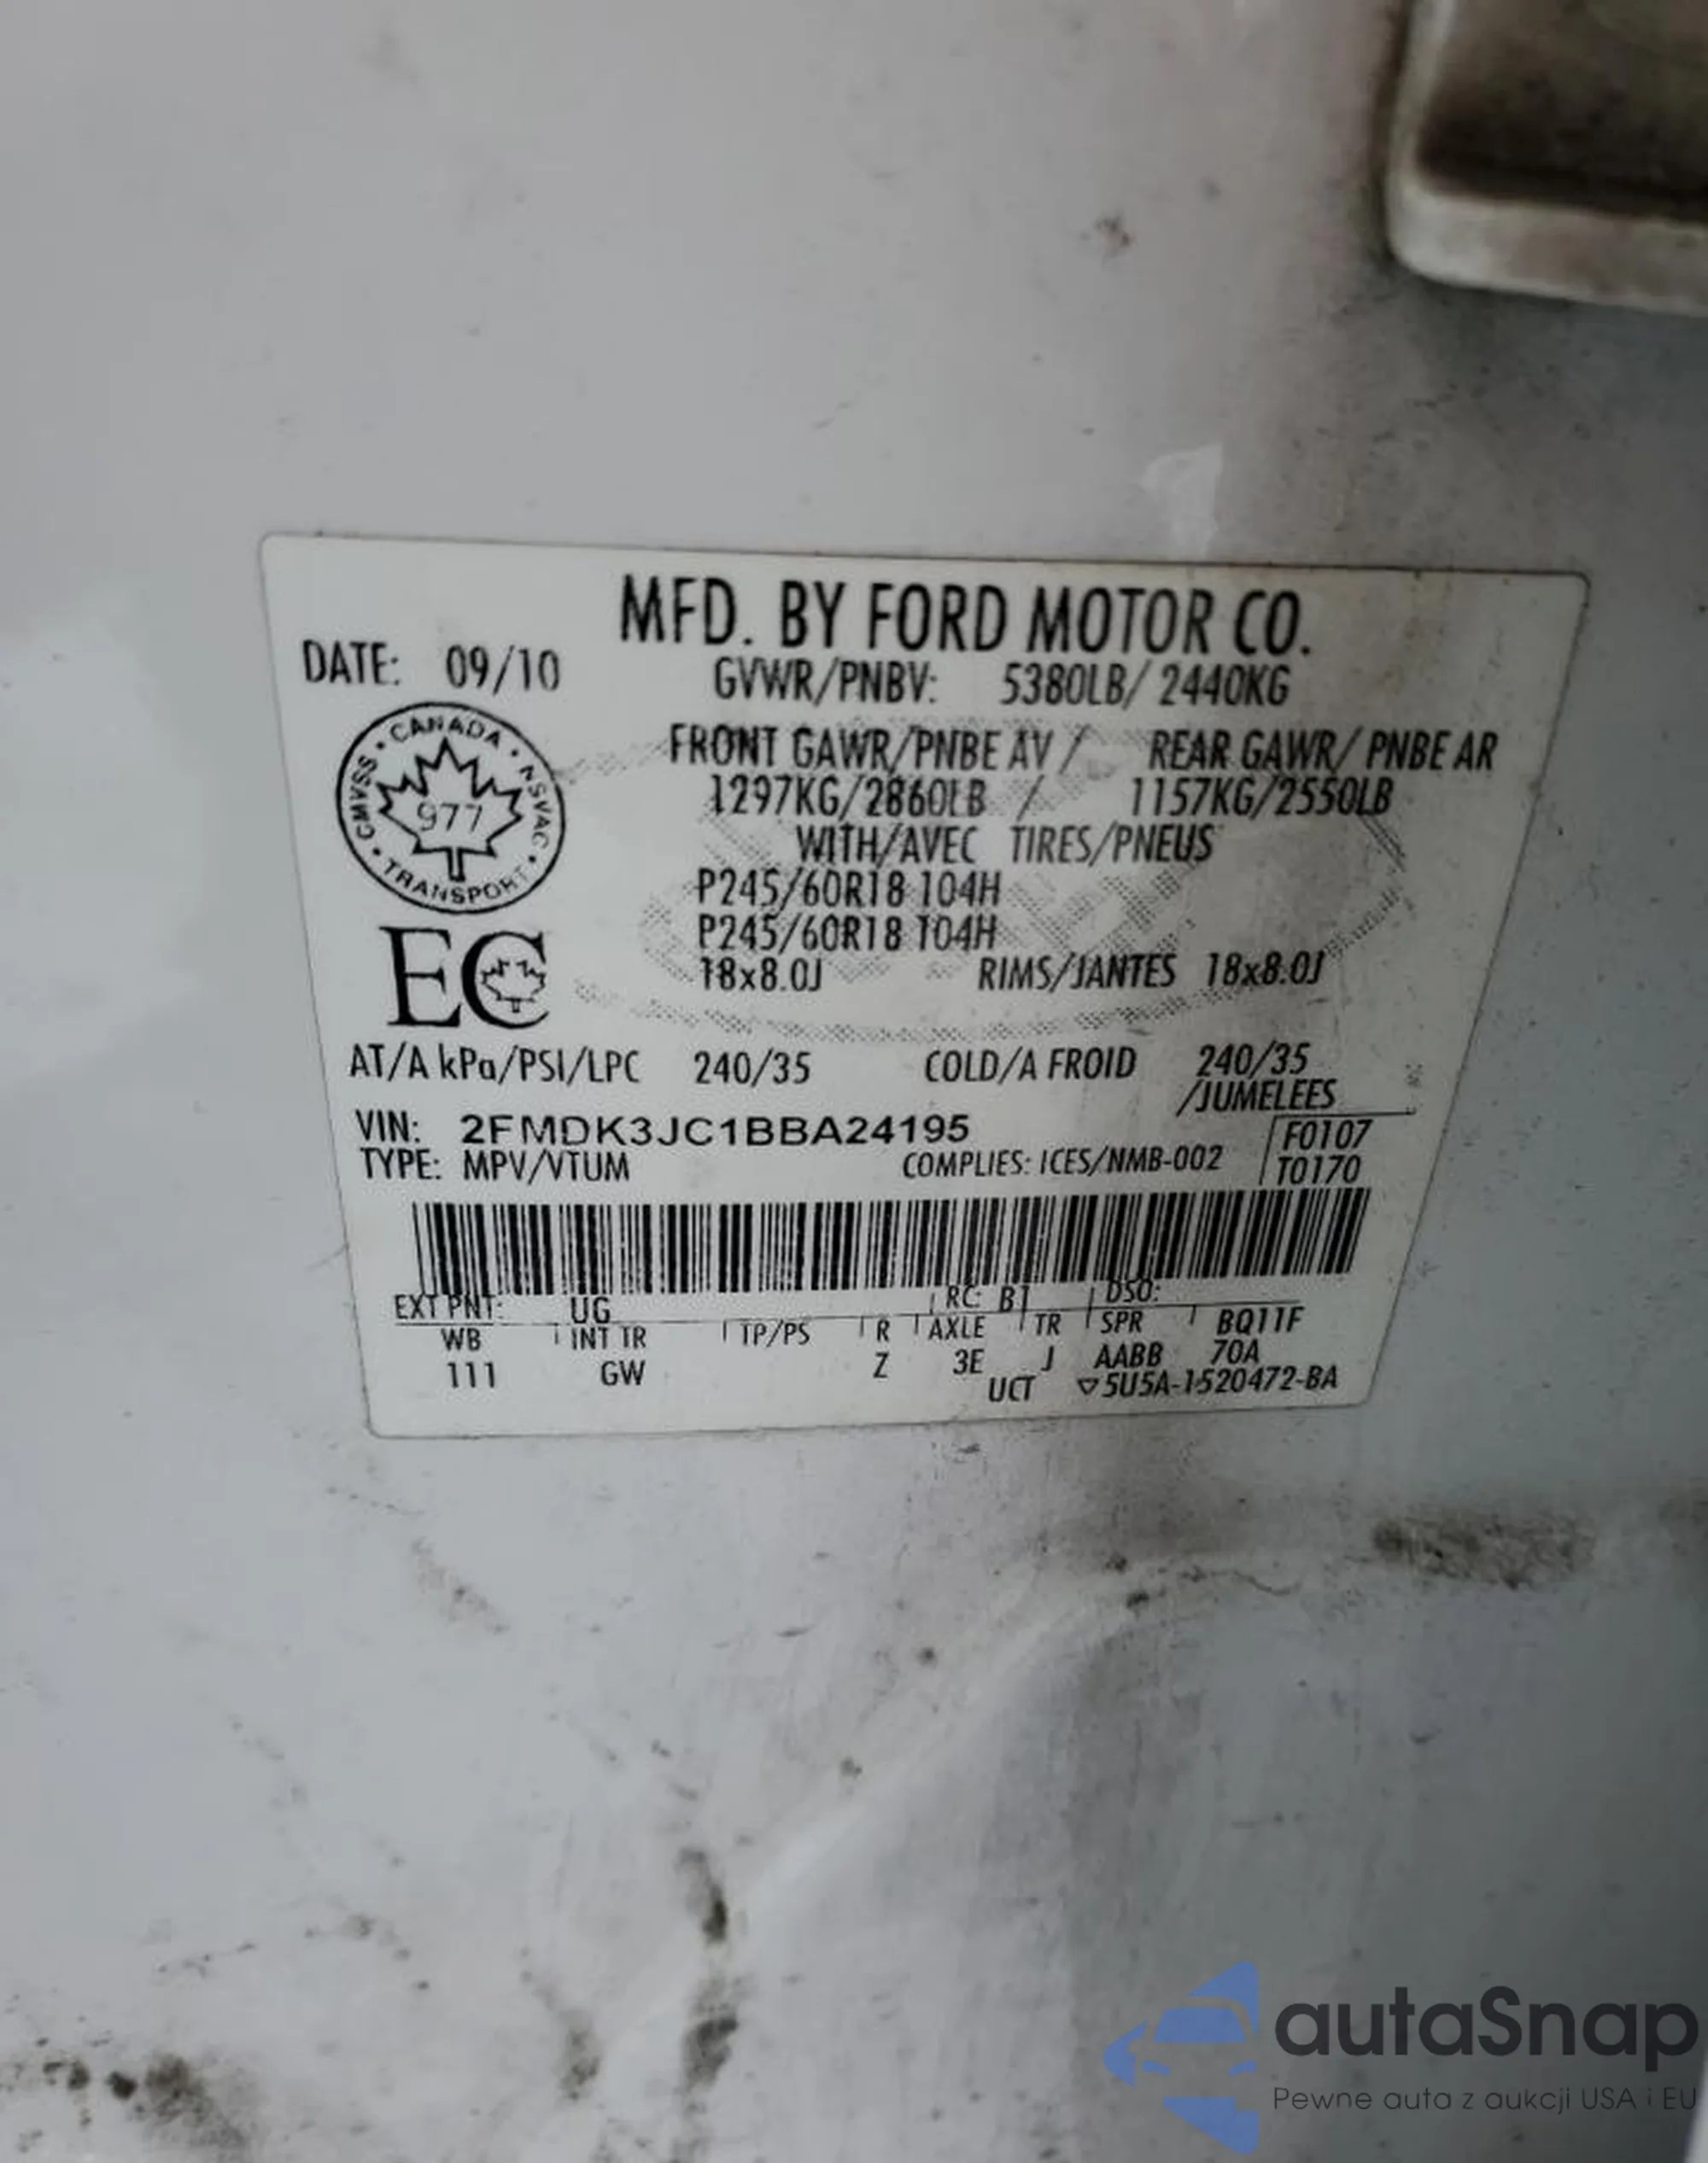 MFD. BY FORD MOTOR CO.
DATE: 09/10
GVWR/PNBV: 5380LB/ 2440KG
CANADA • NSVAC • TRANSPORT • CMVSS •
977
FRONT GAWR/PNBE AV / REAR GAWR/ PNBE AR
1297KG/2860LB / 1157KG/2550LB
WITH/AVEC TIRES/PNEUS
P245/60R18 104H
P245/60R18 104H
18x8.0J RIMS/JANTES 18x8.0J
EC
AT/A kPa/PSI/LPC 240/35 COLD/A FROID 240/35
/JUMELEES
VIN: 2FMDK3JC1BBA24195 F0107
TYPE: MPV/VTUM COMPLIES: ICES/NMB-002 T0170
EXT PNT: UG RC: B1 DSO:
WB INT TR TP/PS R AXLE TR SPR BQ11F
111 GW Z 3E J AABB 70A
UCT ▽5U5A-1520472-BA
autaSnap
Pewne auta z aukcji USA i EU